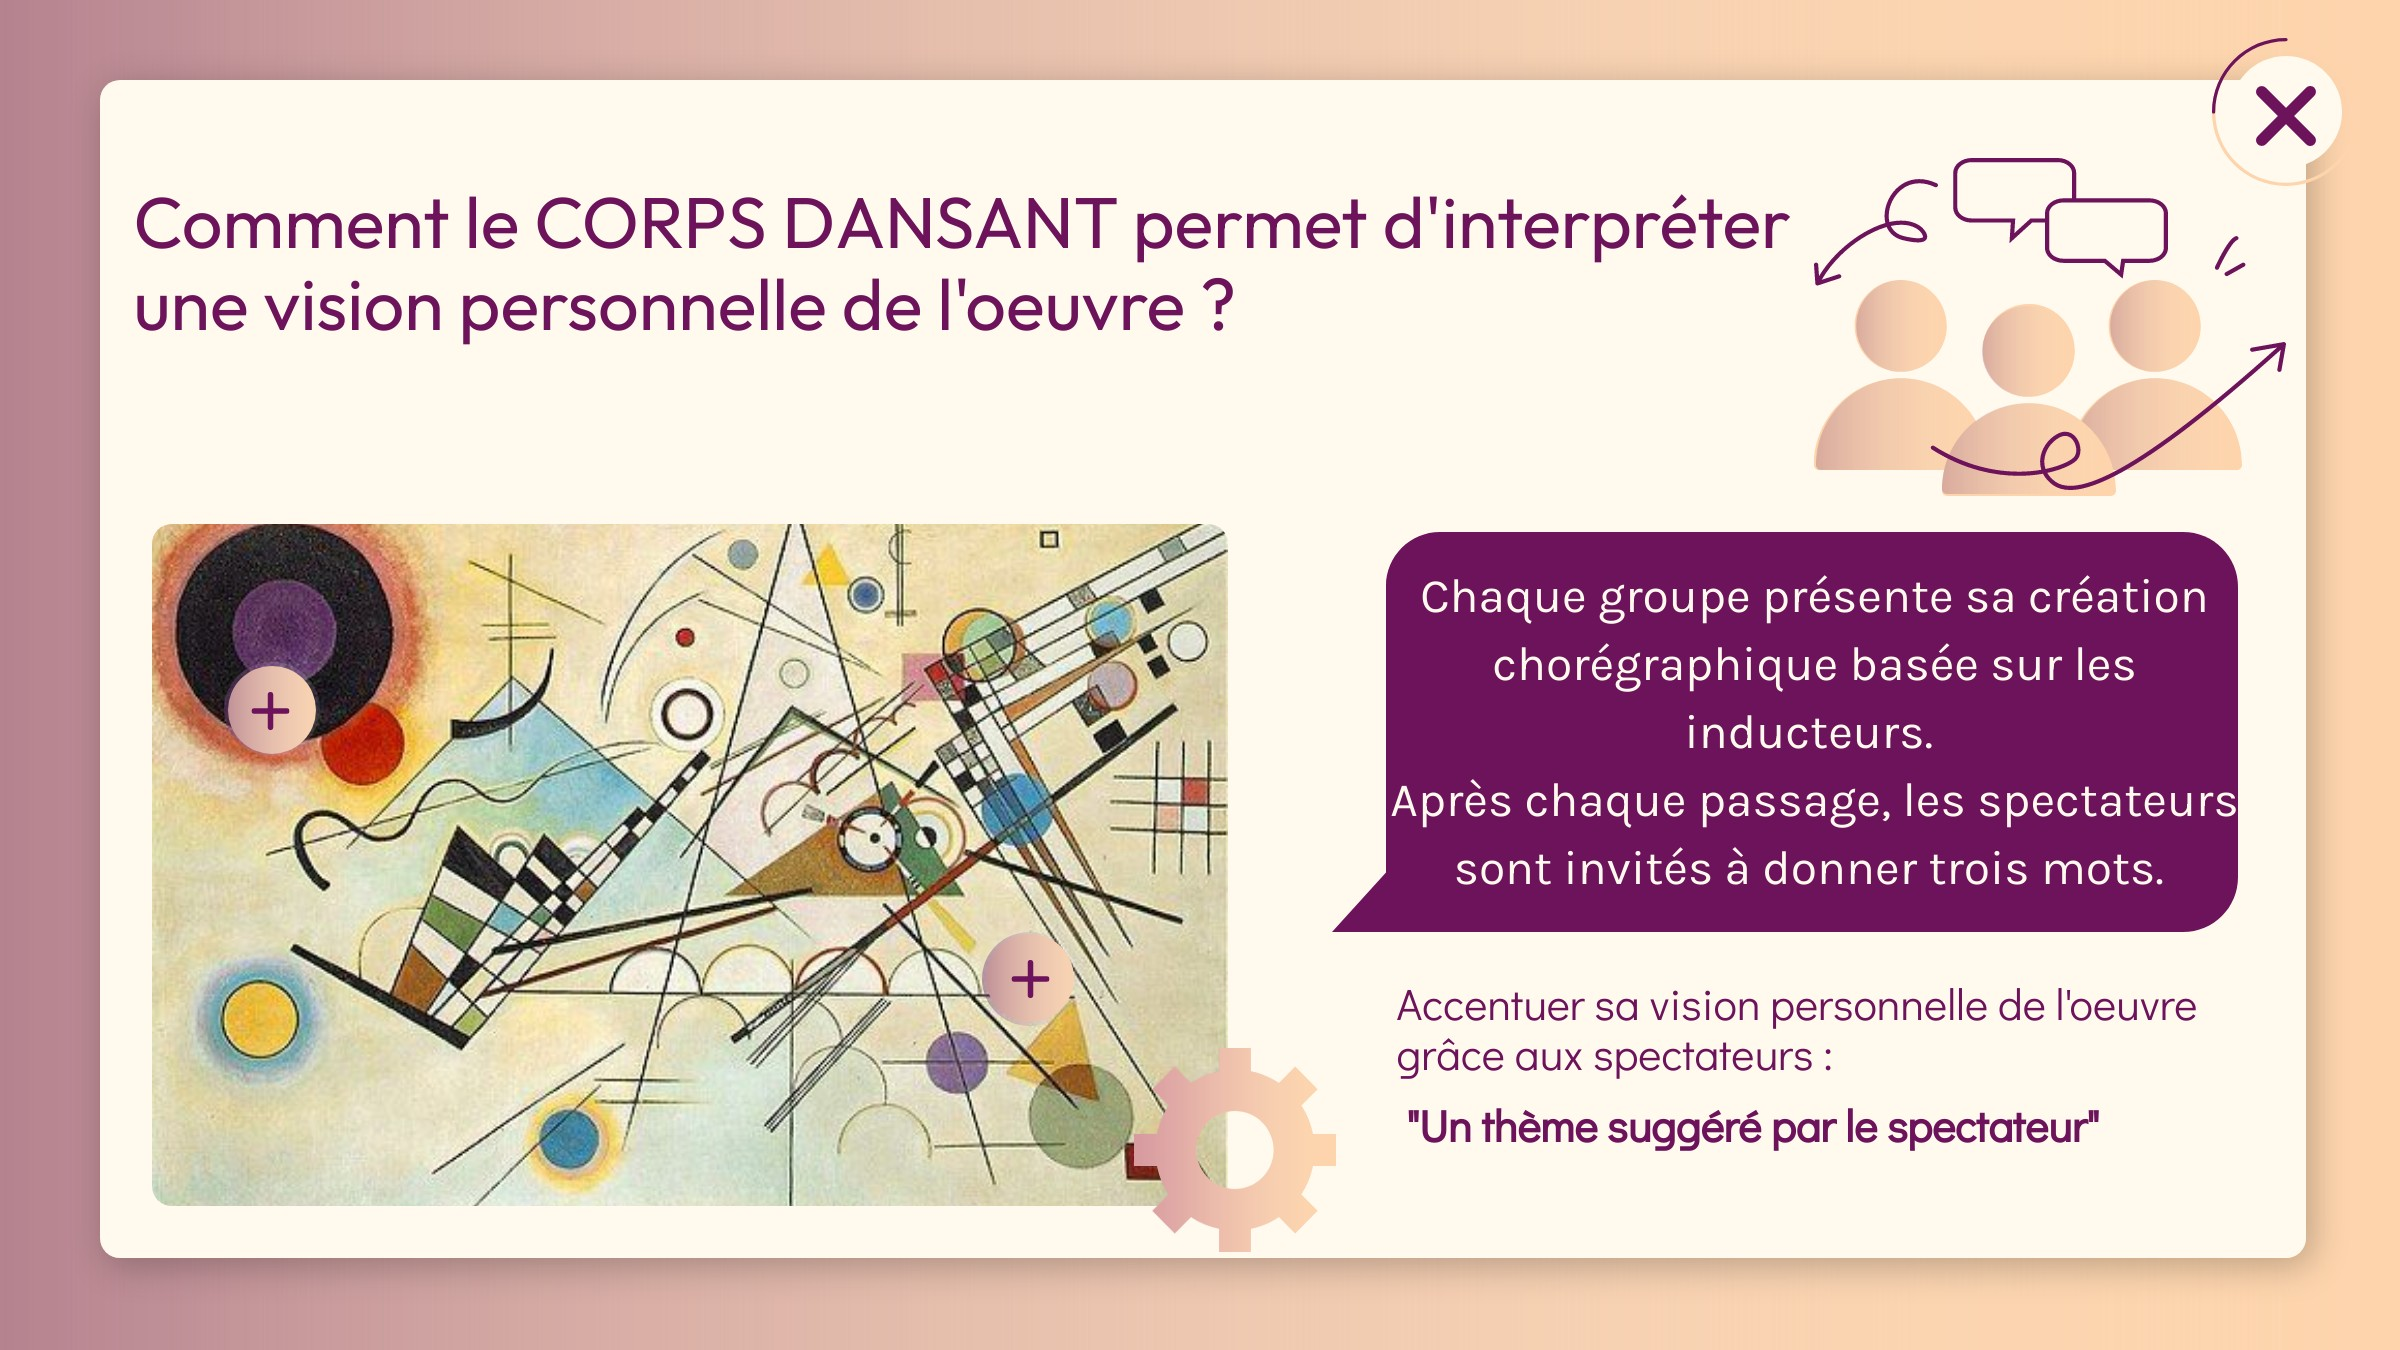 Comment le CORPS DANSANT permet d'interpréter
une vision personnelle de l'oeuvre ?
Chaque groupe présente sa création
chorégraphique basée sur les
inducteurs.
Après chaque passage, les spectateurs
sont invités à donner trois mots.
Accentuer sa vision personnelle de l'oeuvre
grâce aux spectateurs :
"Un thème suggéré par le spectateur"